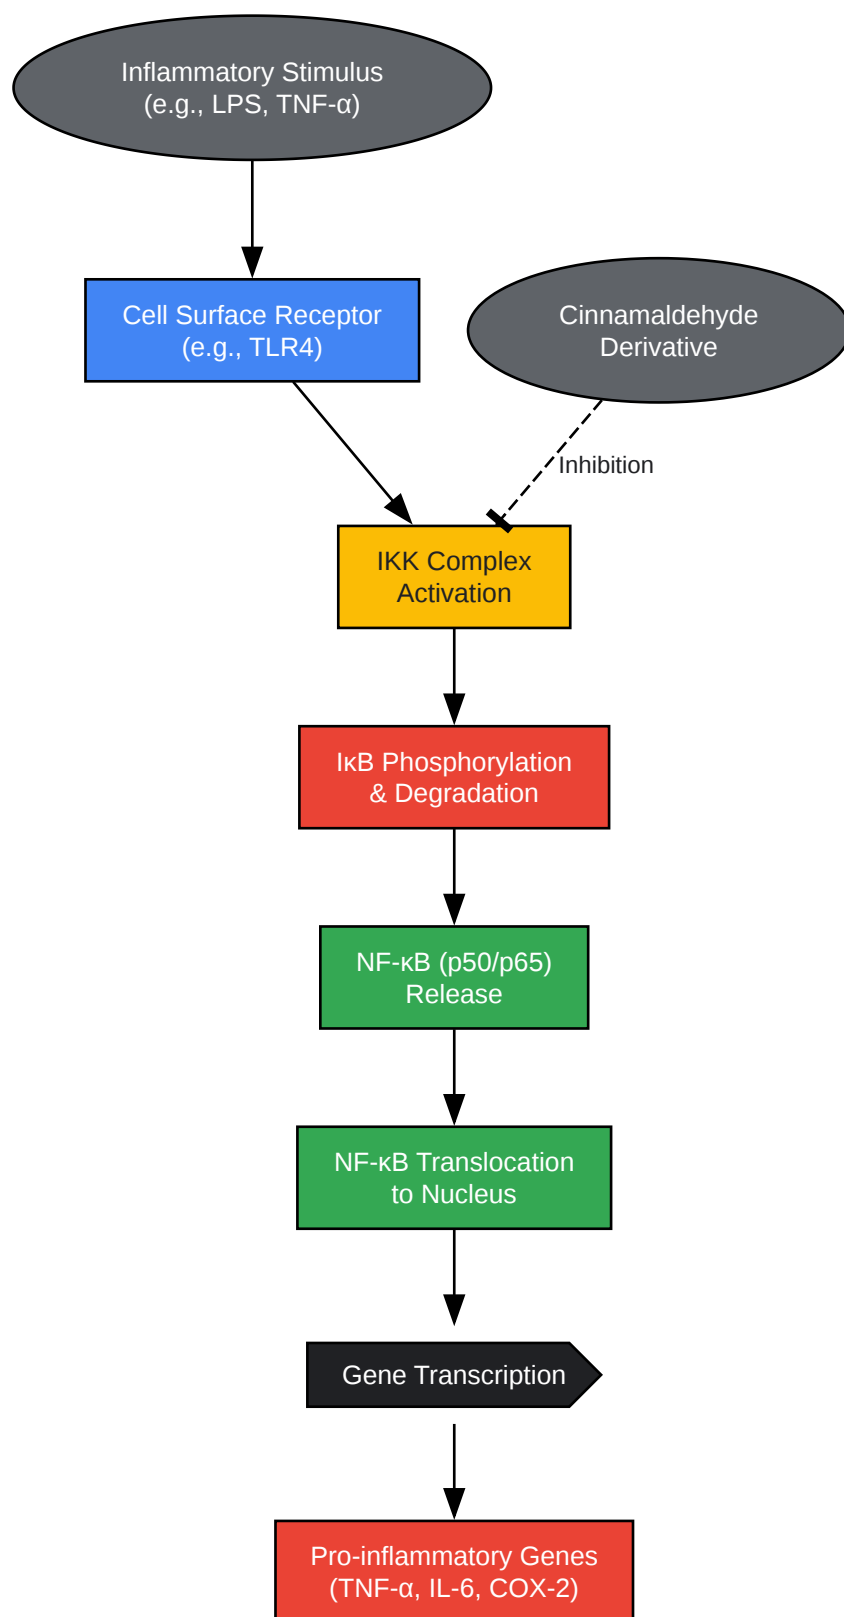 Inflammatory Stimulus
(e.g., LPS, TNF-α)
Cell Surface Receptor
(e.g., TLR4)
Cinnamaldehyde
Derivative
Inhibition
IKK Complex
Activation
IκB Phosphorylation
& Degradation
NF-κB (p50/p65)
Release
NF-κB Translocation
to Nucleus
Gene Transcription
Pro-inflammatory Genes
(TNF-α, IL-6, COX-2)